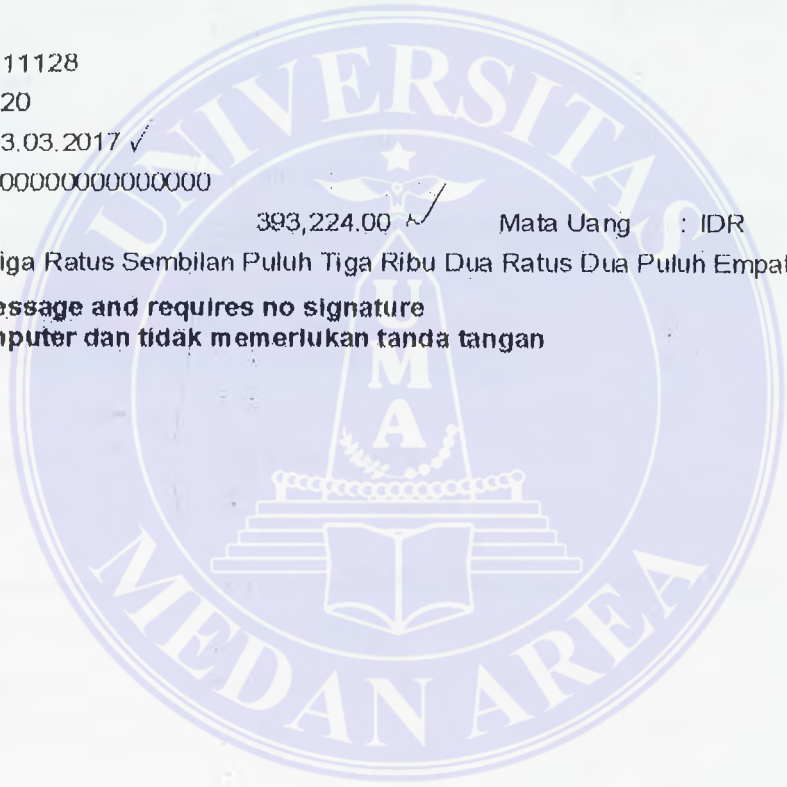 11128
20
3.03.2017 ✓
00000000000000
393,224.00 ✓ Mata Uang : IDR
iga Ratus Sembilan Puluh Tiga Ribu Dua Ratus Dua Puluh Empat
essage and requires no signature
nputer dan tidak memerlukan tanda tangan
UNIVERSITAS
UMA
MEDAN AREA